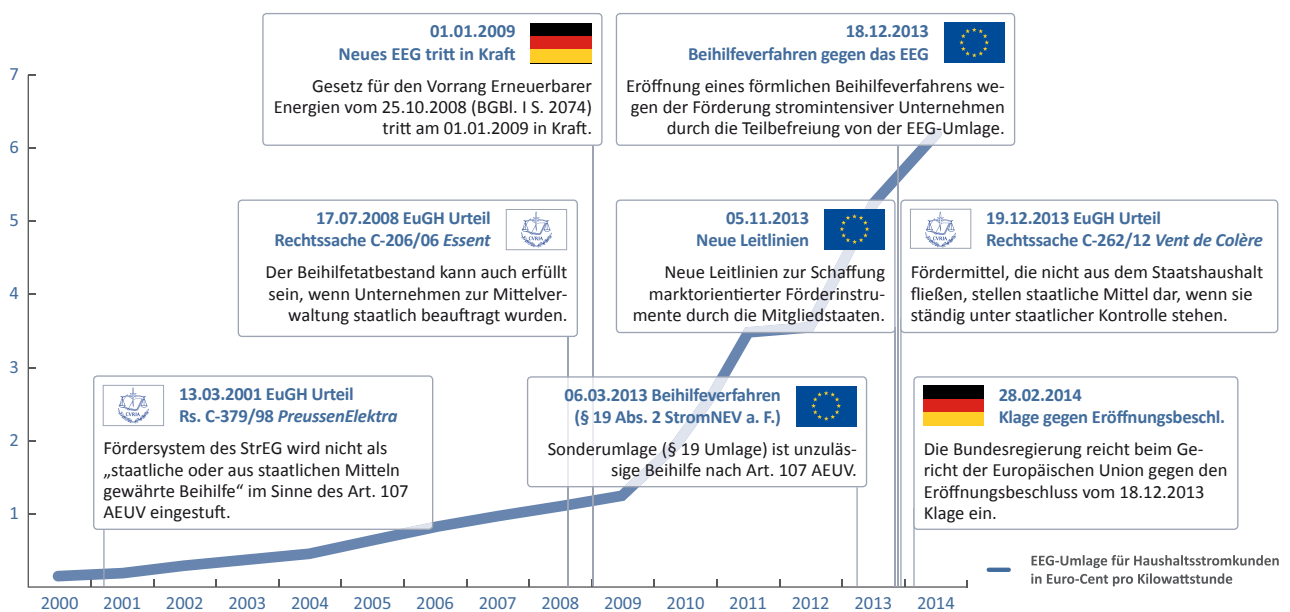 01.01.2009
Neues EEG tritt in Kraft
Gesetz für den Vorrang Erneuerbarer
Energien vom 25.10.2008 (BGBl. I S. 2074)
tritt am 01.01.2009 in Kraft.
18.12.2013
Beihilfeverfahren gegen das EEG
Eröffnung eines förmlichen Beihilfeverfahrens we-
gen der Förderung stromintensiver Unternehmen
durch die Teilbefreiung von der EEG-Umlage.
17.07.2008 EuGH Urteil
Rechtssache C-206/06 Essent
CVRIA
Der Beihilfetatbestand kann auch erfüllt
sein, wenn Unternehmen zur Mittelver-
waltung staatlich beauftragt wurden.
05.11.2013
Neue Leitlinien
Neue Leitlinien zur Schaffung
marktorientierter Förderinstru-
mente durch die Mitgliedstaaten.
CVRIA
19.12.2013 EuGH Urteil
Rechtssache C-262/12 Vent de Colère
Fördermittel, die nicht aus dem Staatshaushalt
fließen, stellen staatliche Mittel dar, wenn sie
ständig unter staatlicher Kontrolle stehen.
CVRIA
13.03.2001 EuGH Urteil
Rs. C-379/98 PreussenElektra
Fördersystem des StrEG wird nicht als
„staatliche oder aus staatlichen Mitteln
gewährte Beihilfe“ im Sinne des Art. 107
AEUV eingestuft.
06.03.2013 Beihilfeverfahren
(§ 19 Abs. 2 StromNEV a. F.)
Sonderumlage (§ 19 Umlage) ist unzuläs-
sige Beihilfe nach Art. 107 AEUV.
28.02.2014
Klage gegen Eröffnungsbeschl.
Die Bundesregierung reicht beim Ge-
richt der Europäischen Union gegen den
Eröffnungsbeschluss vom 18.12.2013
Klage ein.
7
6
5
4
3
2
1
2000 2001 2002 2003 2004 2005 2006 2007 2008 2009 2010 2011 2012 2013 2014
EEG-Umlage für Haushaltsstromkunden
in Euro-Cent pro Kilowattstunde